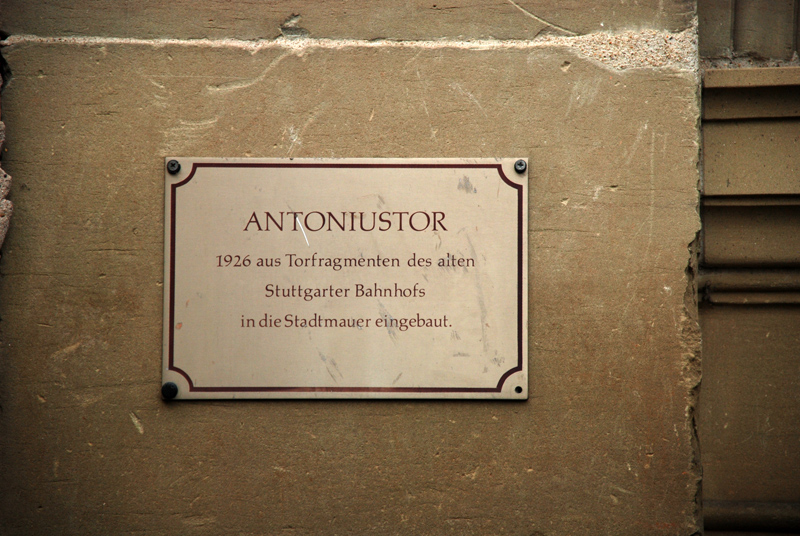 ANTONIUSTOR
1926 aus Torfragmenten des alten
Stuttgarter Bahnhofs
in die Stadtmauer eingebaut.